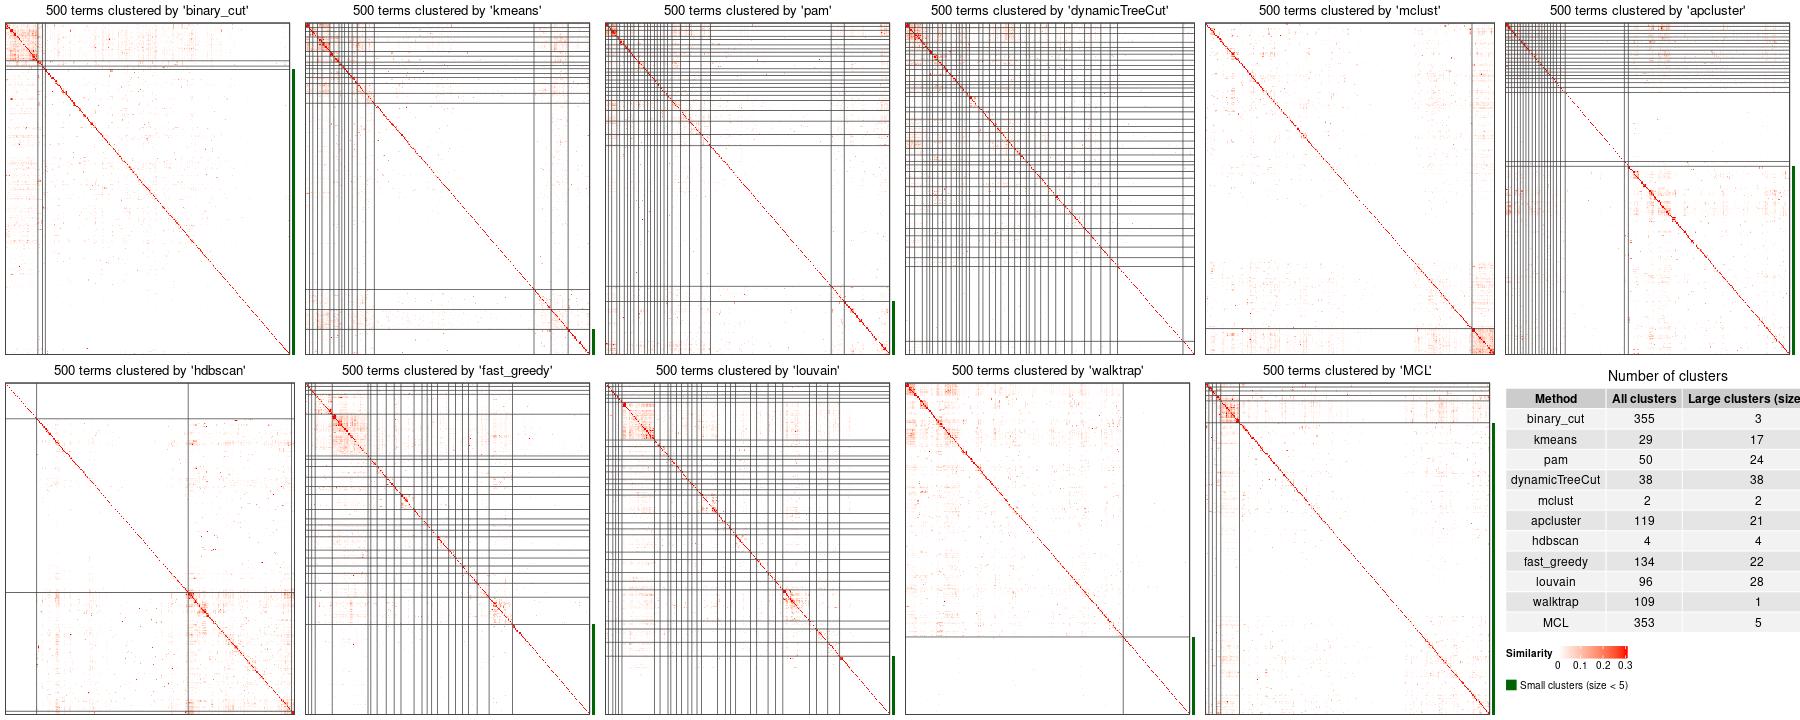 500 terms clustered by 'binary_cut'
500 terms clustered by 'kmeans'
500 terms clustered by 'pam'
500 terms clustered by 'dynamicTreeCut'
500 terms clustered by 'mclust'
500 terms clustered by 'apcluster'
500 terms clustered by 'hdbscan'
500 terms clustered by 'fast_greedy'
500 terms clustered by 'louvain'
500 terms clustered by 'walktrap'
500 terms clustered by 'MCL'
Number of clusters
Method All clusters Large clusters (size
binary_cut 355 3
kmeans 29 17
pam 50 24
dynamicTreeCut 38 38
mclust 2 2
apcluster 119 21
hdbscan 4 4
fast_greedy 134 22
louvain 96 28
walktrap 109 1
MCL 353 5
Similarity
0 0.1 0.2 0.3
Small clusters (size < 5)